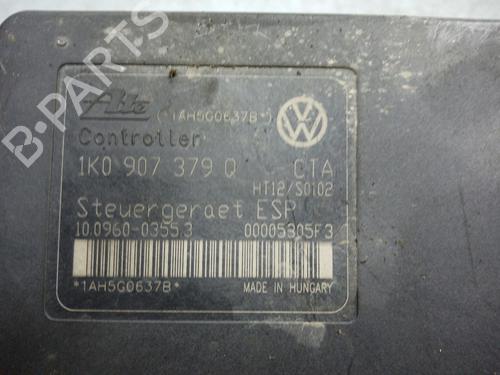 B-PARTS
Ate (*1AH5G0637B*)
Controller
1K0 907 379 Q CTA
HT12/S0102
Steuergeraet ESP
10.0960-0355.3 00005305F3
*1AH5G0637B* MADE IN HUNGARY